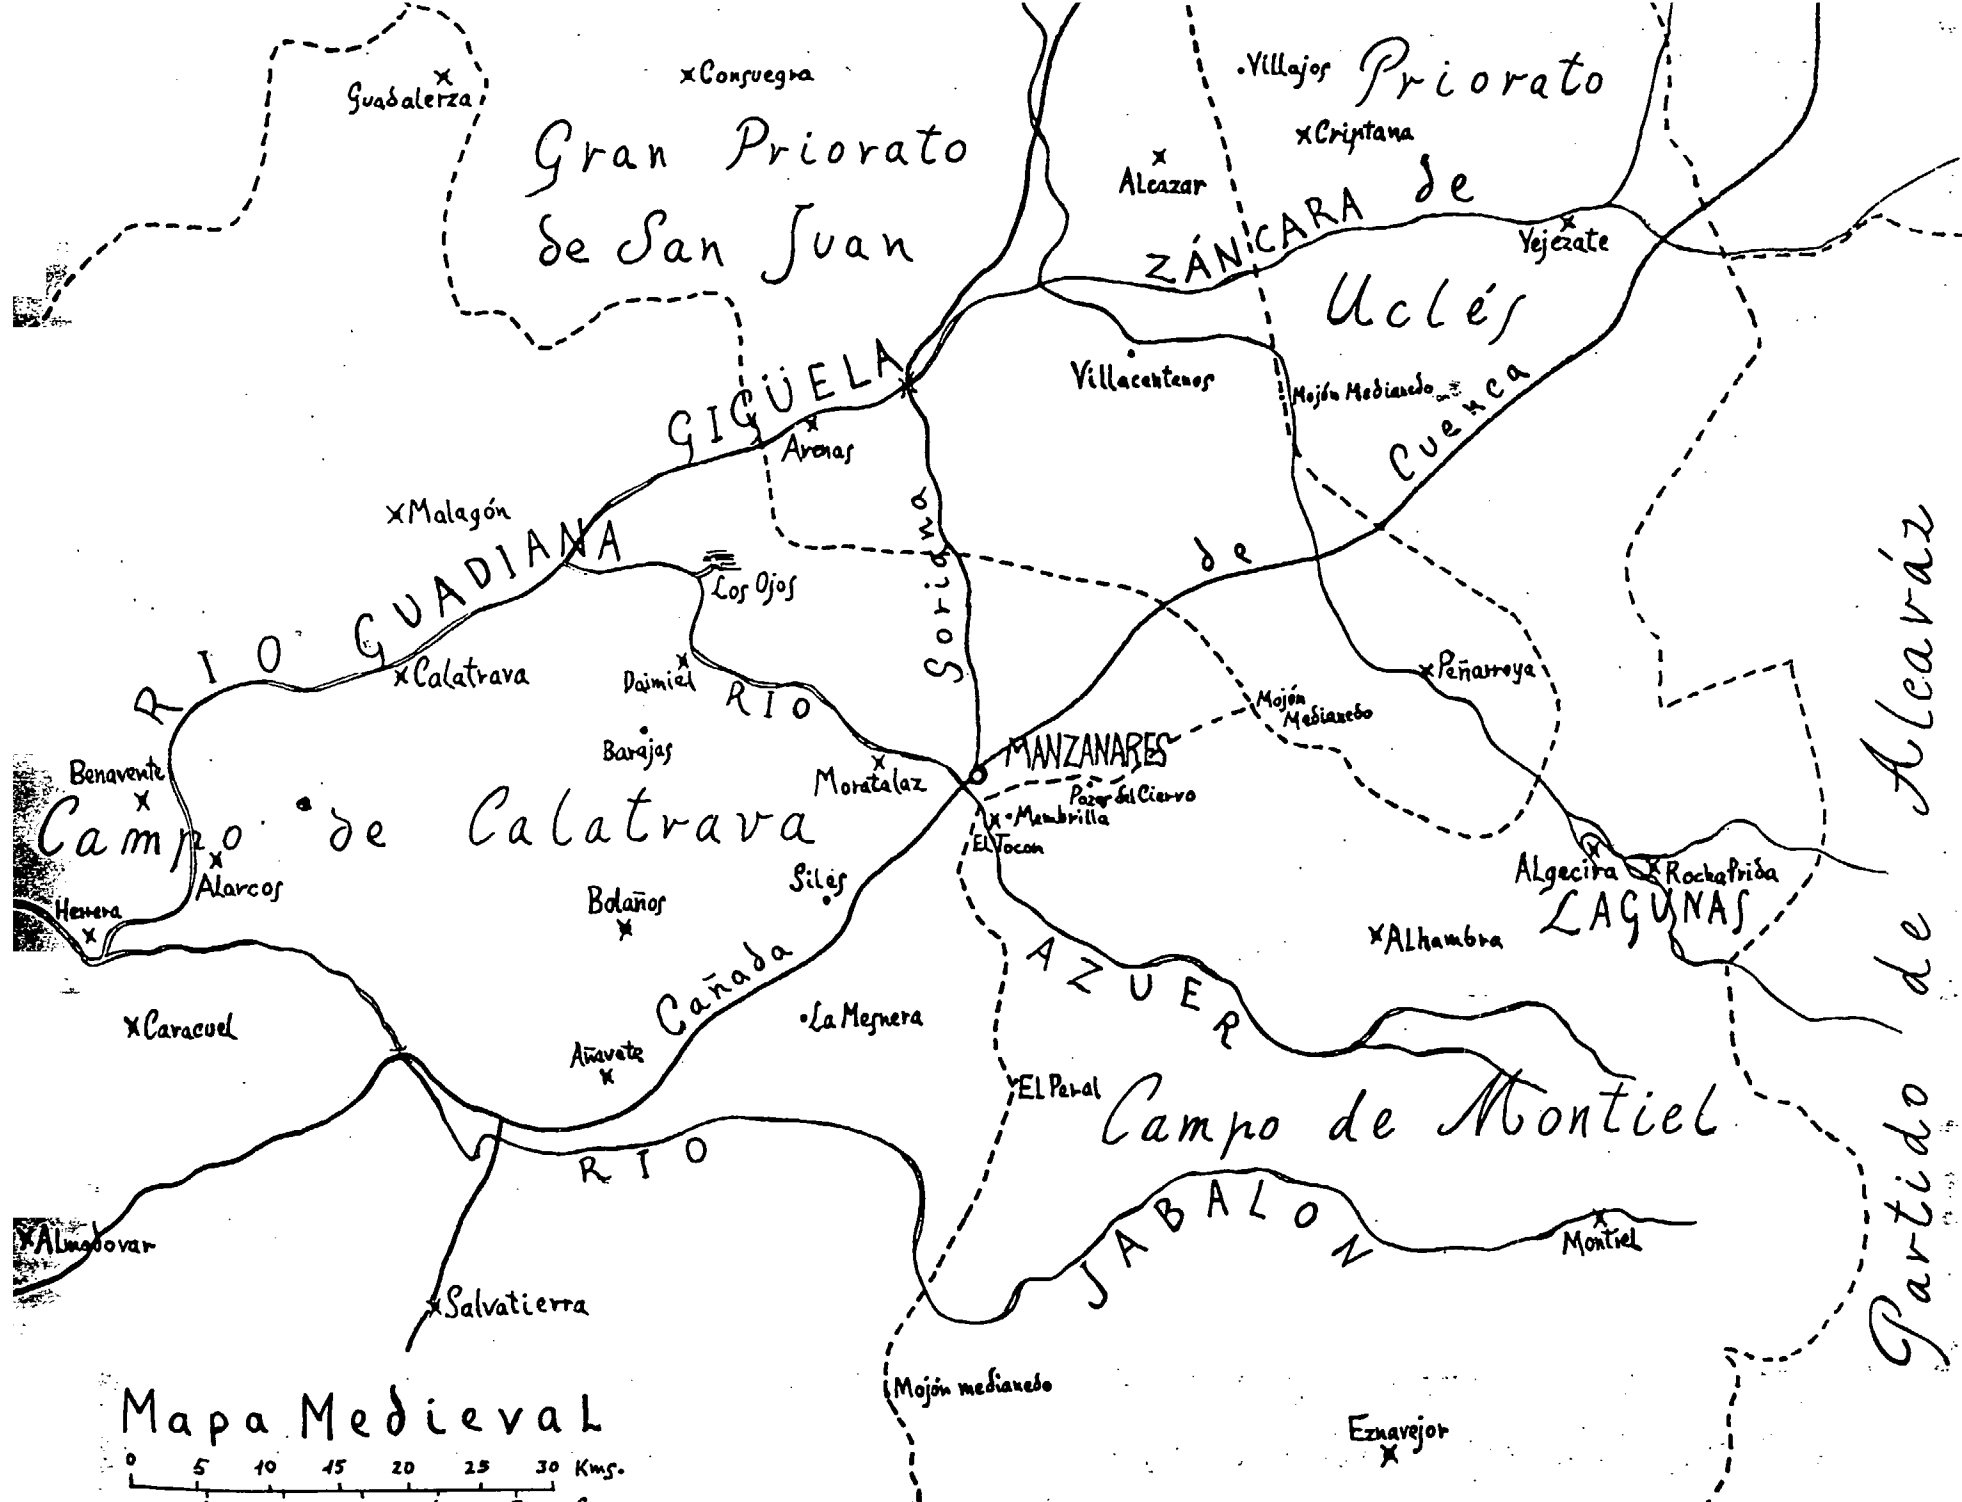 Guadalerza
Consuegra
Villajos
Priorato
Criptana
Gran Priorato
de San Juan
Alcazar
de
ZÁNCARA
Vejezate
Uclés
GIGÜELA
Arenas
Villacentenos
Mojón Medianedo
Cuenca
de
Malagón
RIO GUADIANA
Los Ojos
Soriana
Calatrava
Daimiel
RIO
Peñarroya
Mojón
Medianedo
Barajas
MANZANARES
Benavente
Moratalaz
Pozos del Ciervo
Membrilla
El Tocon
Campo de Calatrava
Alarcos
Siles
Algecira
Rochafrida
LAGUNAS
Herrera
Bolaños
Alhambra
AZUER
Cañada
Caracuel
La Mesnera
Añavete
El Peral
Campo de Montiel
RIO
JABALON
Montiel
Almodovar
Salvatierra
Partido de Alcaráz
Mojón medianedo
Eznavejor
Mapa Medieval
0 5 10 15 20 25 30 Kms.